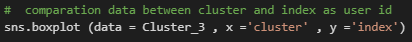 #  comparation data between cluster and index as user id
sns.boxplot (data = Cluster_3 , x ='cluster' , y ='index')